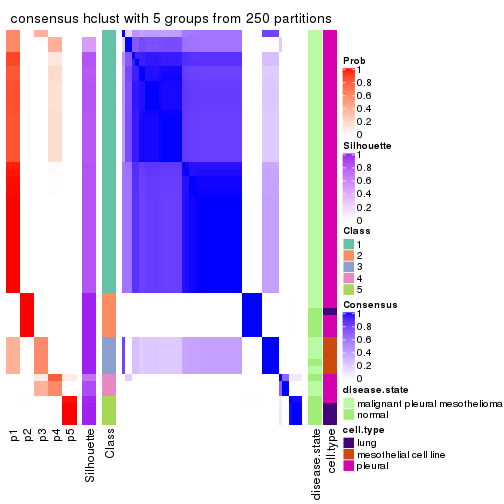 consensus hclust with 5 groups from 250 partitions
Prob
1
0.8
0.6
0.4
0.2
0
Silhouette
1
0.8
0.6
0.4
0.2
0
Class
1
2
3
4
5
Consensus
1
0.8
0.6
0.4
0.2
0
disease.state
malignant pleural mesothelioma
normal
cell.type
lung
mesothelial cell line
pleural
p1
p2
p3
p4
p5
Silhouette
Class
disease.state
cell.type